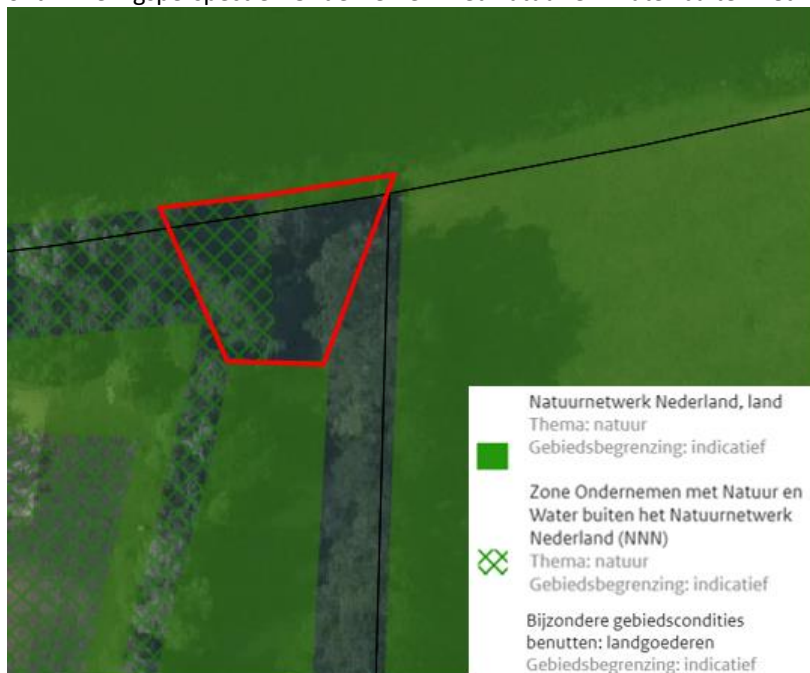 Natuurnetwerk Nederland, land
Thema: natuur
Gebiedsbegrenzing: indicatief
Zone Ondernemen met Natuur en
Water buiten het Natuurnetwerk
Nederland (NNN)
Thema: natuur
Gebiedsbegrenzing: indicatief
Bijzondere gebiedscondities
benutten: landgoederen
Gebiedsbegrenzing: indicatief